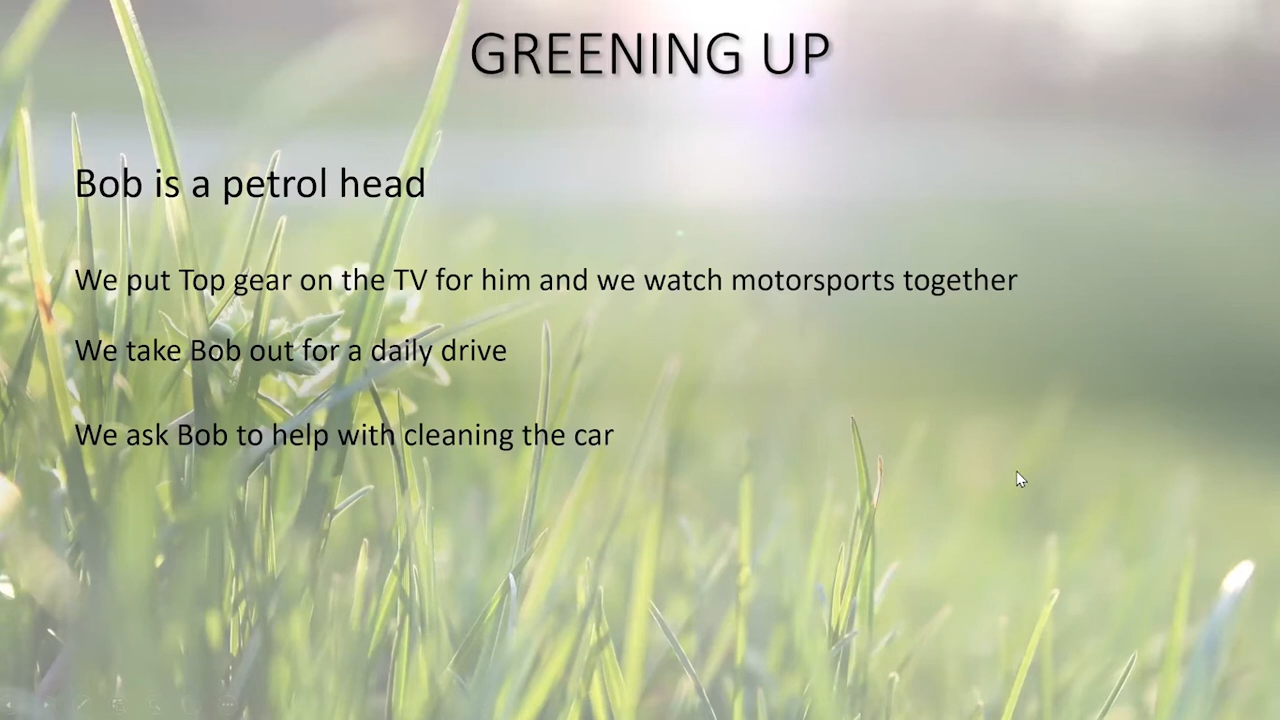 GREENING UP
Bob is a petrol head
We put Top gear on the TV for him and we watch motorsports together
We take Bob out for a daily drive
We ask Bob to help with cleaning the car